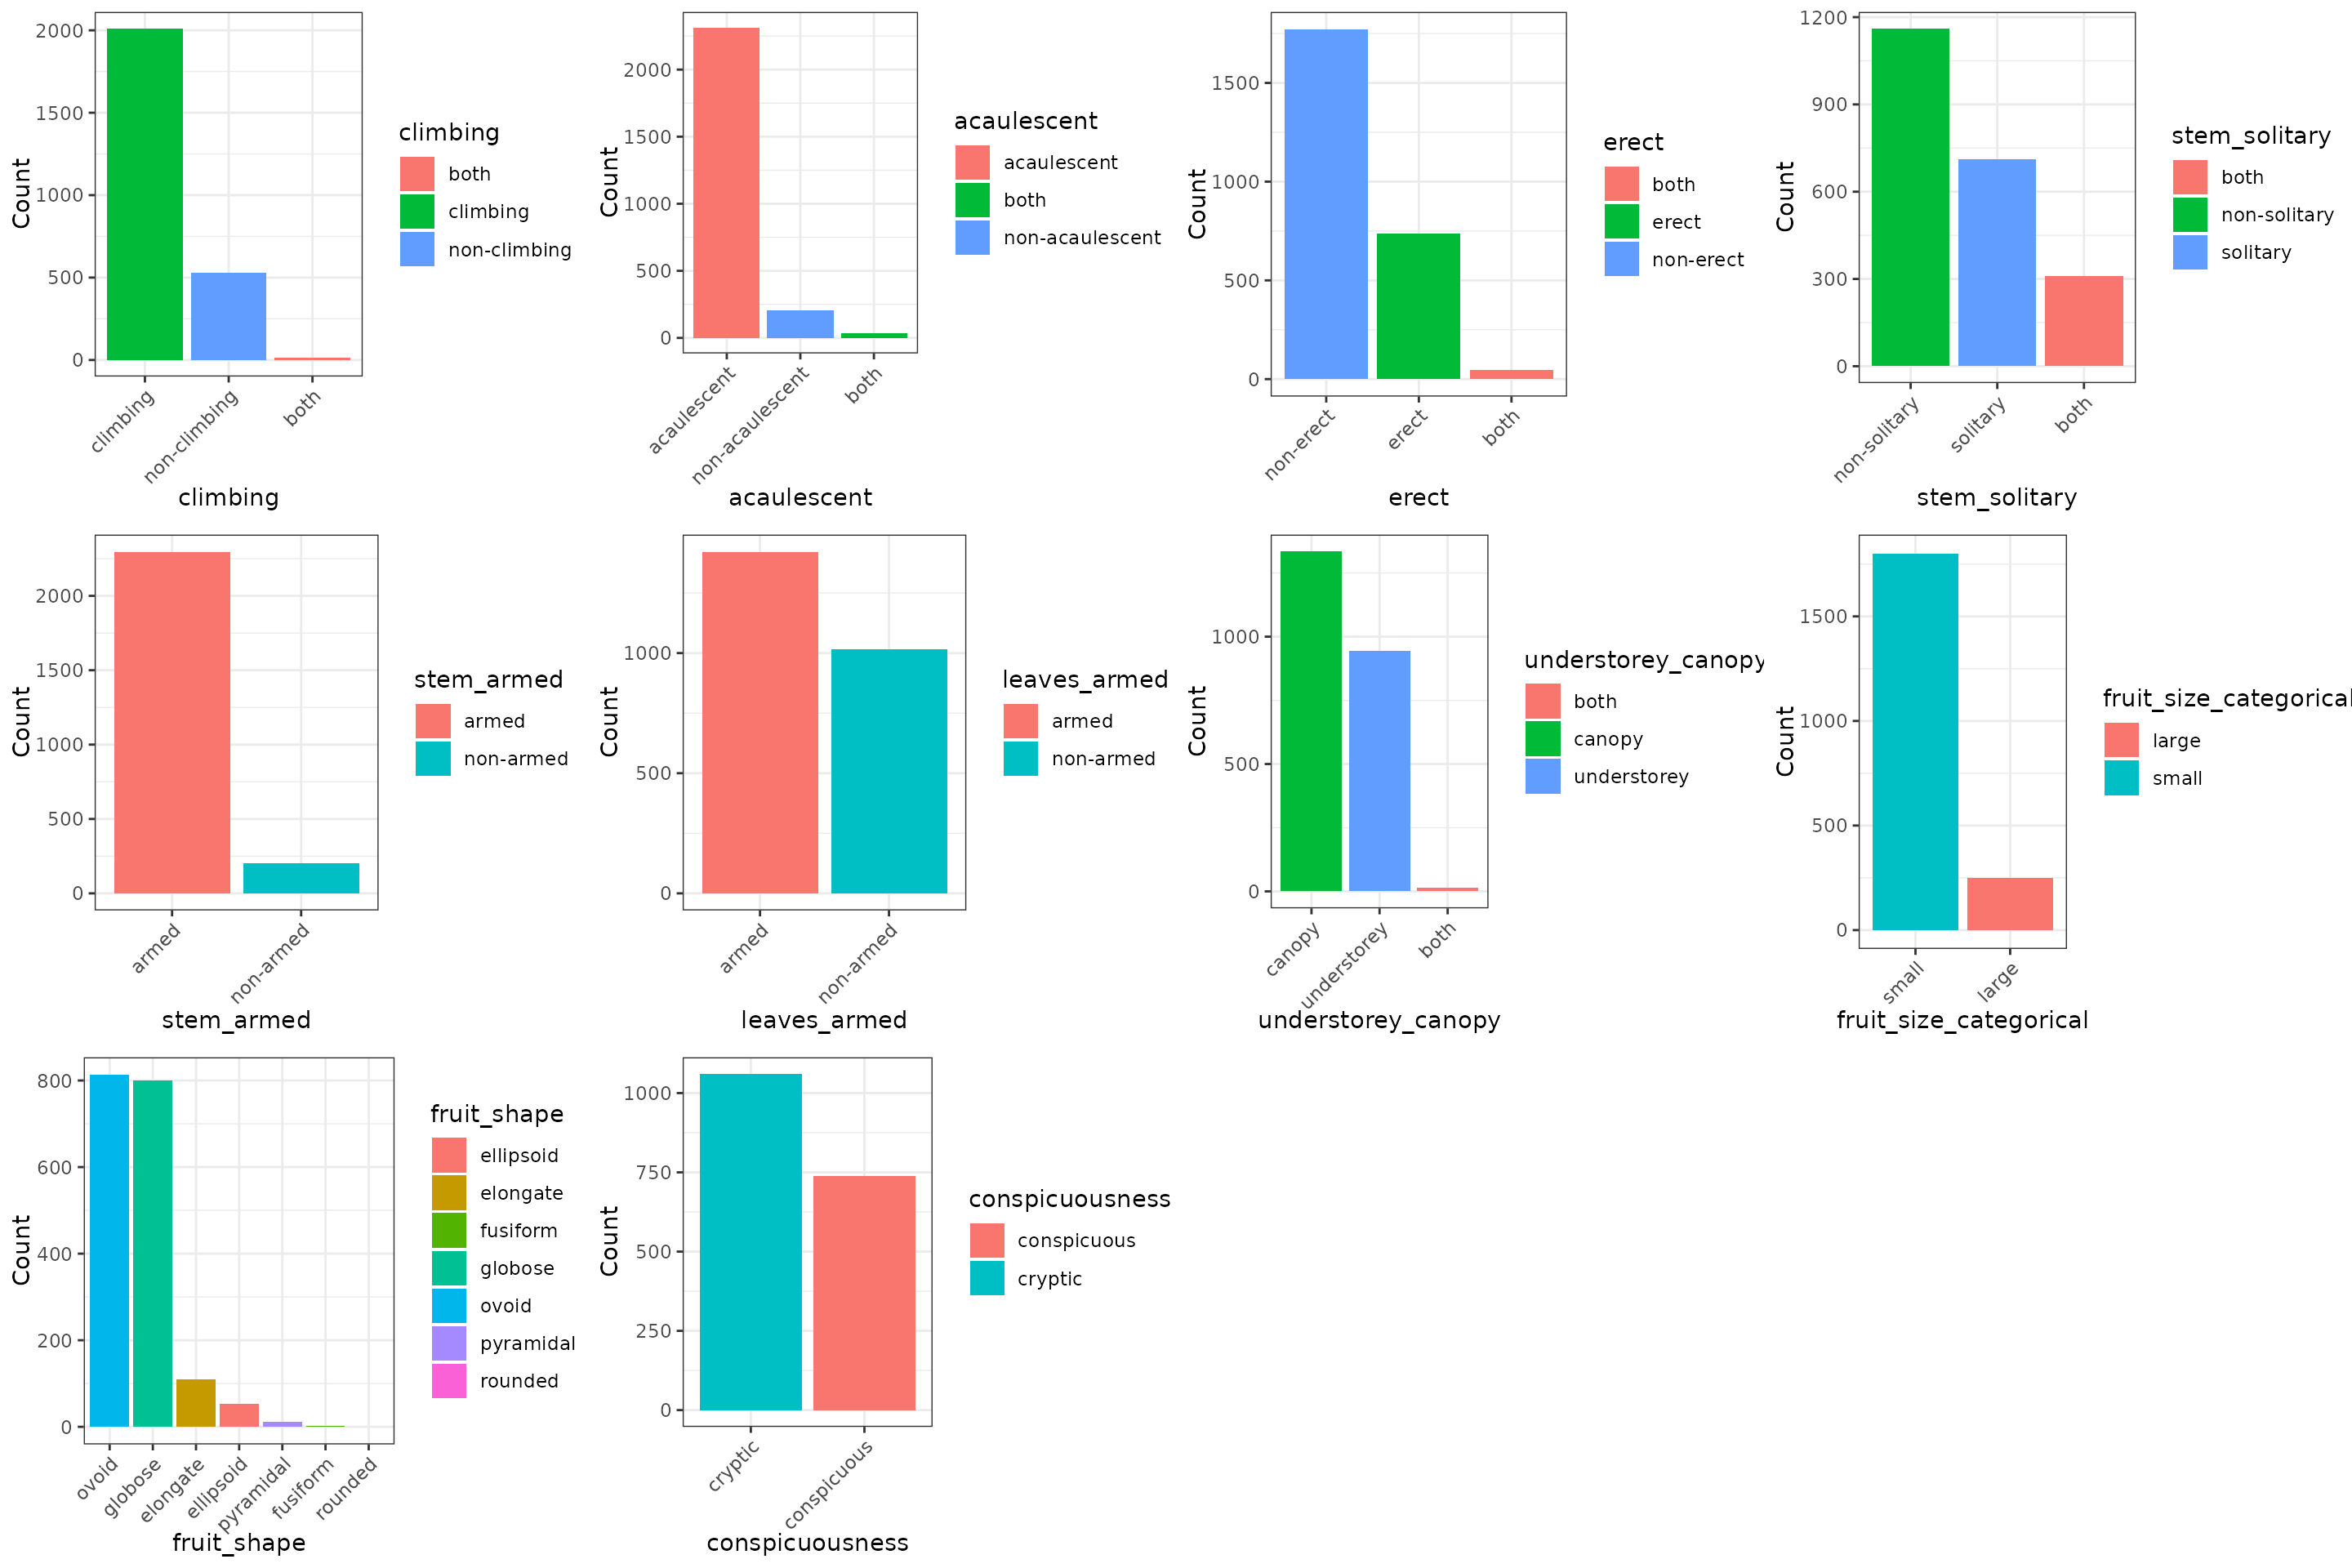 2000
1500
1000
500
0
Count
climbing
non-climbing
both
climbing
climbing
both
climbing
non-climbing
2000
1500
1000
500
0
Count
acaulescent
non-acaulescent
both
acaulescent
acaulescent
acaulescent
both
non-acaulescent
1500
1000
500
0
Count
non-erect
erect
both
erect
erect
both
erect
non-erect
1200
900
600
300
0
Count
non-solitary
solitary
both
stem_solitary
stem_solitary
both
non-solitary
solitary
2000
1500
1000
500
0
Count
armed
non-armed
stem_armed
stem_armed
armed
non-armed
1000
500
0
Count
armed
non-armed
leaves_armed
leaves_armed
armed
non-armed
1000
500
0
Count
canopy
understorey
both
understorey_canopy
understorey_canopy
both
canopy
understorey
1500
1000
500
0
Count
small
large
fruit_size_categorical
fruit_size_categorical
large
small
800
600
400
200
0
Count
ovoid
globose
elongate
ellipsoid
pyramidal
fusiform
rounded
fruit_shape
fruit_shape
ellipsoid
elongate
fusiform
globose
ovoid
pyramidal
rounded
1000
750
500
250
0
Count
cryptic
conspicuous
conspicuousness
conspicuousness
conspicuous
cryptic